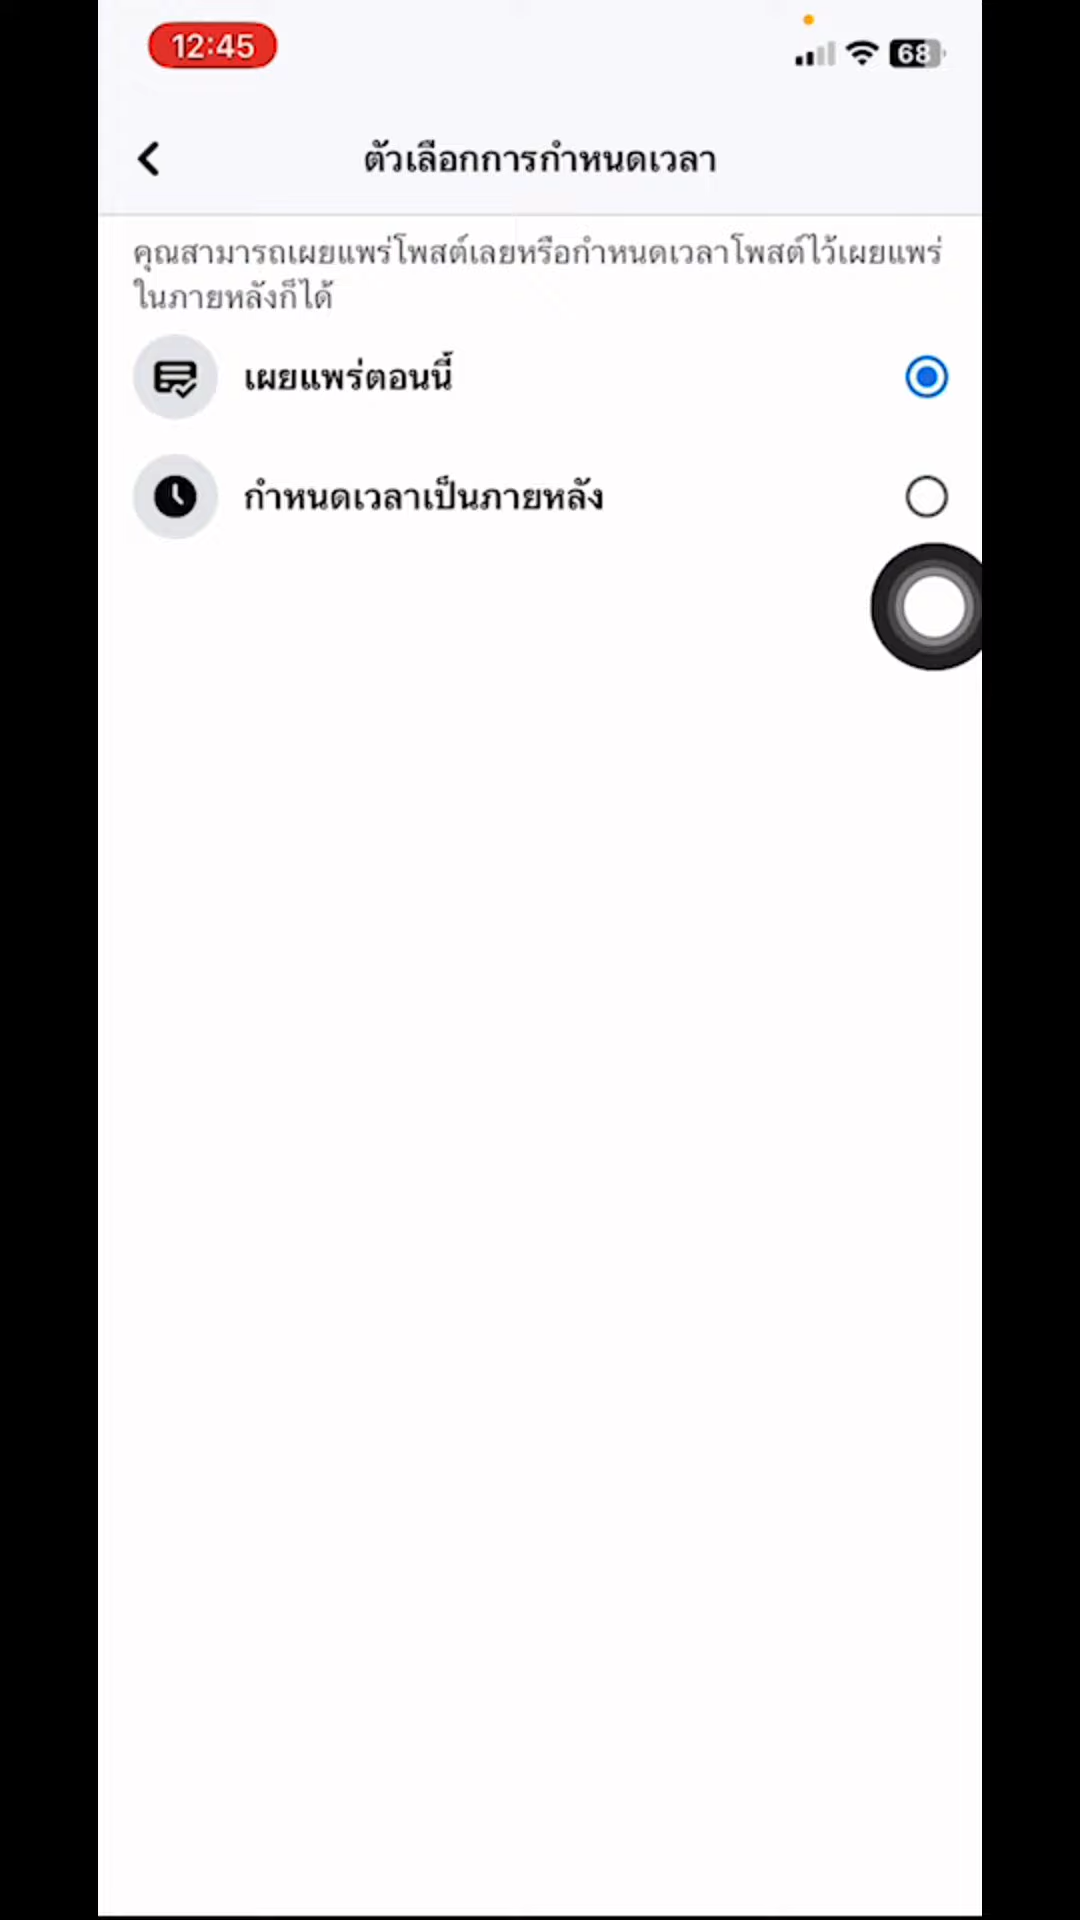 12:45
68
ตัวเลือกการกำหนดเวลา
คุณสามารถเผยแพร่โพสต์เลยหรือกำหนดเวลาโพสต์ไว้เผยแพร่
ในภายหลังก็ได้
เผยแพร่ตอนนี้
กำหนดเวลาเป็นภายหลัง